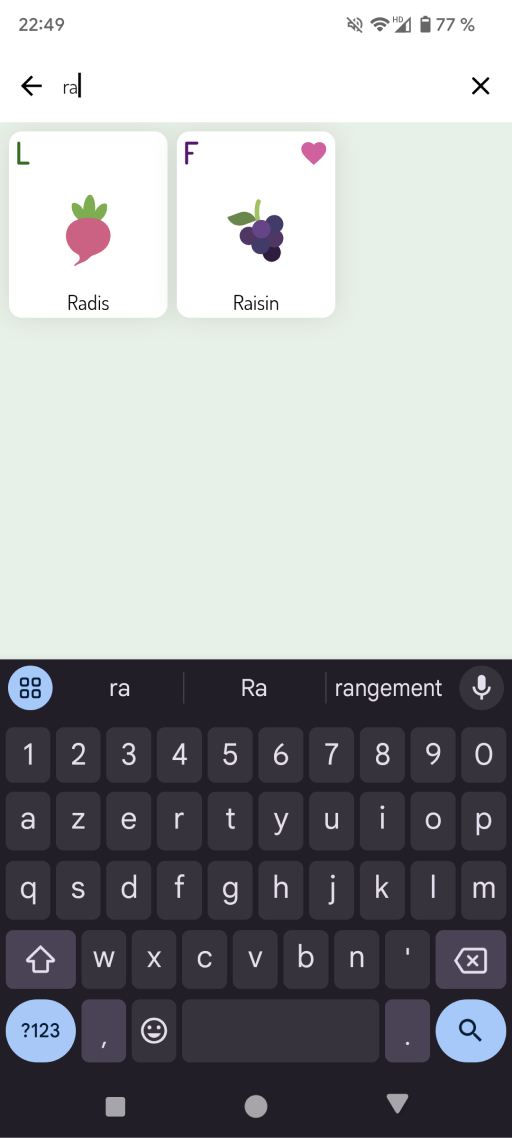 22:49 HD 77 %
ra
L F
Radis Raisin
ra Ra rangement
1 2 3 4 5 6 7 8 9 0
a z e r t y u i o p
q s d f g h j k l m
w x c v b n '
?123 , .